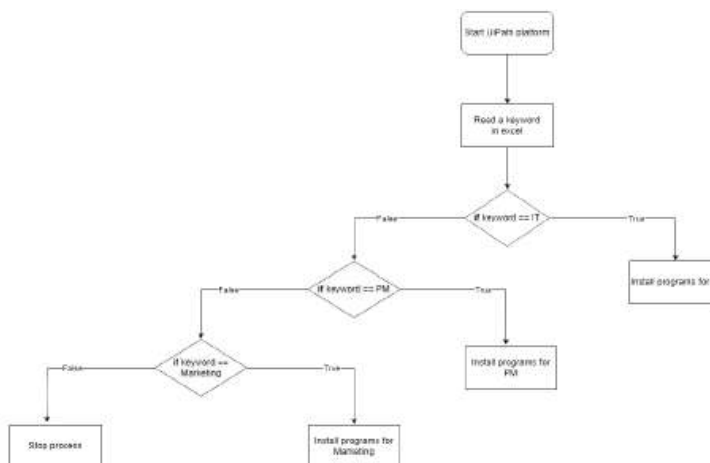 Start UiPath platform
Read a keyword
in excel
if keyword == IT
False
True
Install programs for
if keyword == PM
False
True
Install programs for
PM
if keyword ==
Marketing
False
True
Stop process
Install programs for
Marketing